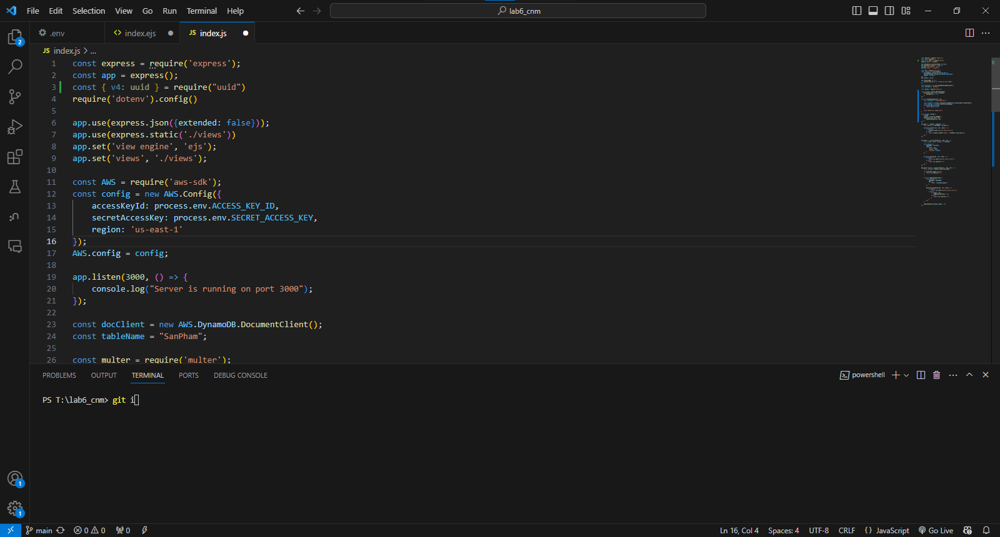 File Edit Selection View Go Run Terminal Help
lab6_cnm
.env
index.ejs
JS index.js
2
JS index.js > ...
1 const express = require('express');
2 const app = express();
3 const { v4: uuid } = require("uuid")
4 require('dotenv').config()
5
6 app.use(express.json({extended: false}));
7 app.use(express.static('./views'))
8 app.set('view engine', 'ejs');
9 app.set('views', './views');
10
11 const AWS = require('aws-sdk');
12 const config = new AWS.Config({
13 accessKeyId: process.env.ACCESS_KEY_ID,
14 secretAccessKey: process.env.SECRET_ACCESS_KEY,
15 region: 'us-east-1'
16 });
17 AWS.config = config;
18
19 app.listen(3000, () => {
20 console.log("Server is running on port 3000");
21 });
22
23 const docClient = new AWS.DynamoDB.DocumentClient();
24 const tableName = "SanPham";
25
26 const multer = require('multer');
PROBLEMS OUTPUT TERMINAL PORTS DEBUG CONSOLE
powershell
PS T:\lab6_cnm> git i
1
1
main 0 0 0
Ln 16, Col 4 Spaces: 4 UTF-8 CRLF {} JavaScript Go Live